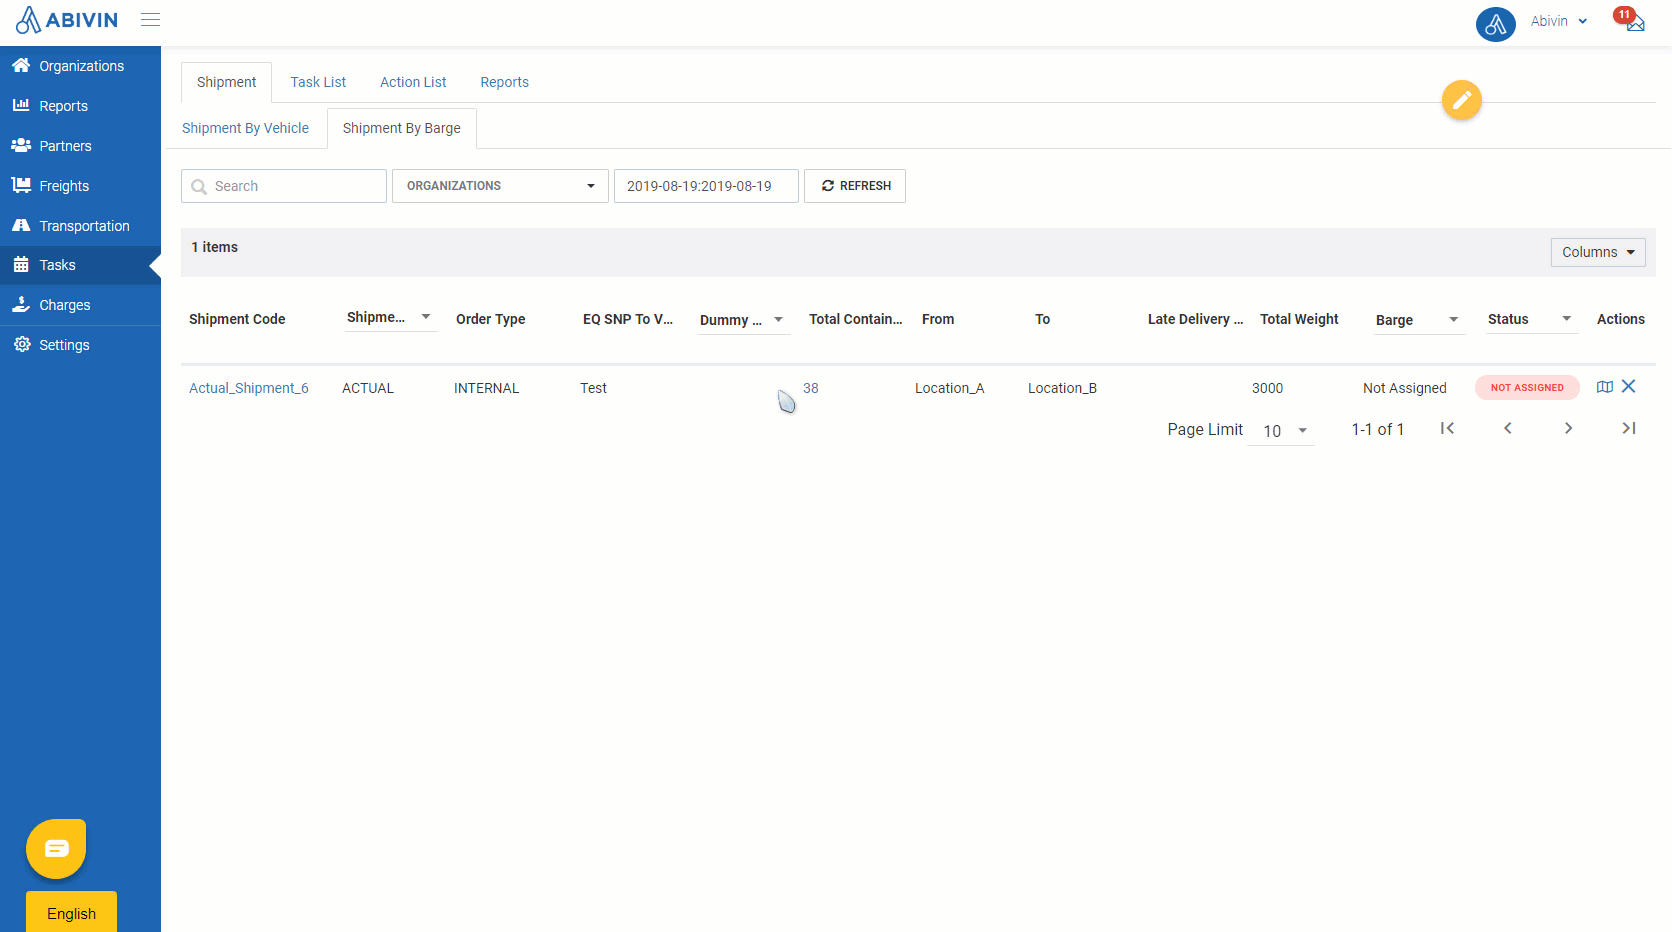 ABIVIN
Abivin
11
Organizations
Reports
Partners
Freights
Transportation
Tasks
Charges
Settings
English
Shipment Task List Action List Reports
Shipment By Vehicle Shipment By Barge
Search ORGANIZATIONS 2019-08-19:2019-08-19 REFRESH
1 items
Columns
Shipment Code Shipme... Order Type EQ SNP To V... Dummy ... Total Contain... From To Late Delivery ... Total Weight Barge Status Actions
Actual_Shipment_6 ACTUAL INTERNAL Test 38 Location_A Location_B 3000 Not Assigned NOT ASSIGNED
Page Limit 10 1-1 of 1